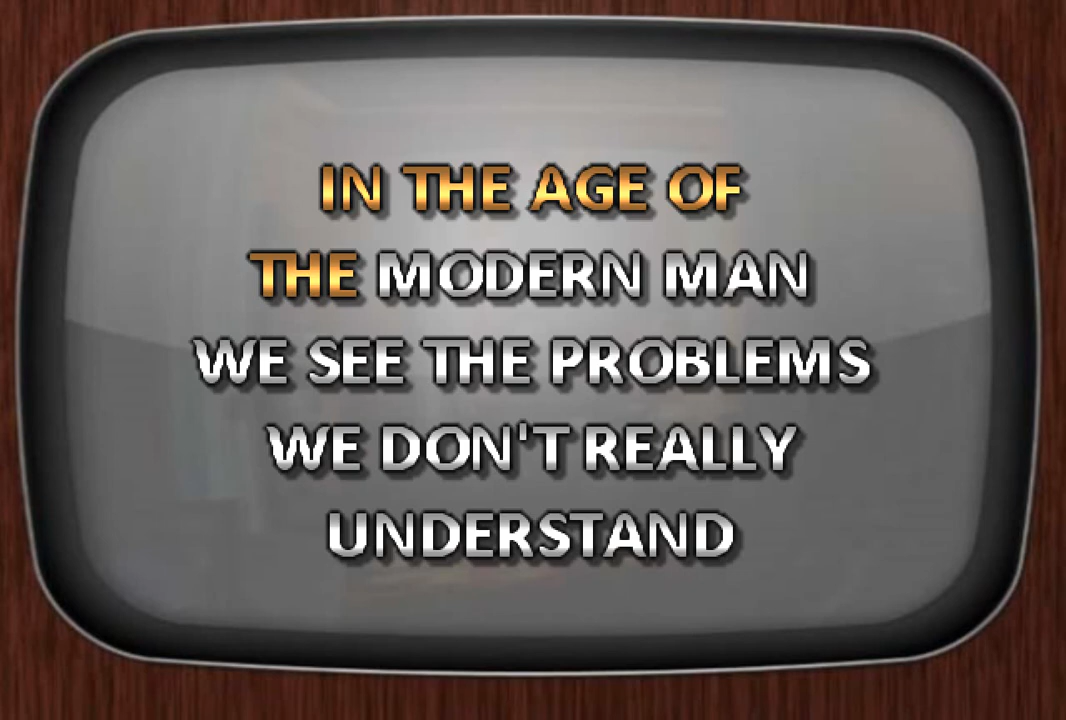 IN THE AGE OF
THE MODERN MAN
WE SEE THE PROBLEMS
WE DON'T REALLY
UNDERSTAND